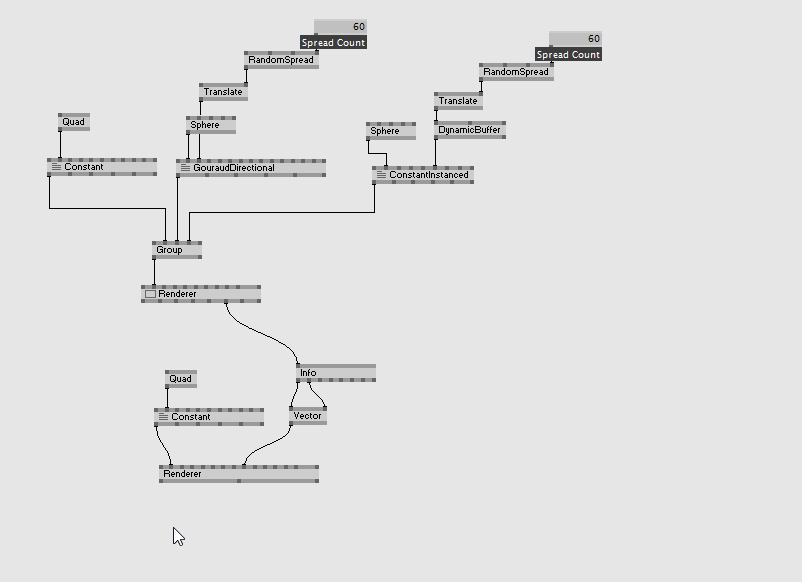 60
Spread Count
60
Spread Count
RandomSpread
RandomSpread
Translate
Translate
Quad
Sphere
Sphere
DynamicBuffer
Constant
GouraudDirectional
ConstantInstanced
Group
Renderer
Info
Quad
Constant
Vector
Renderer